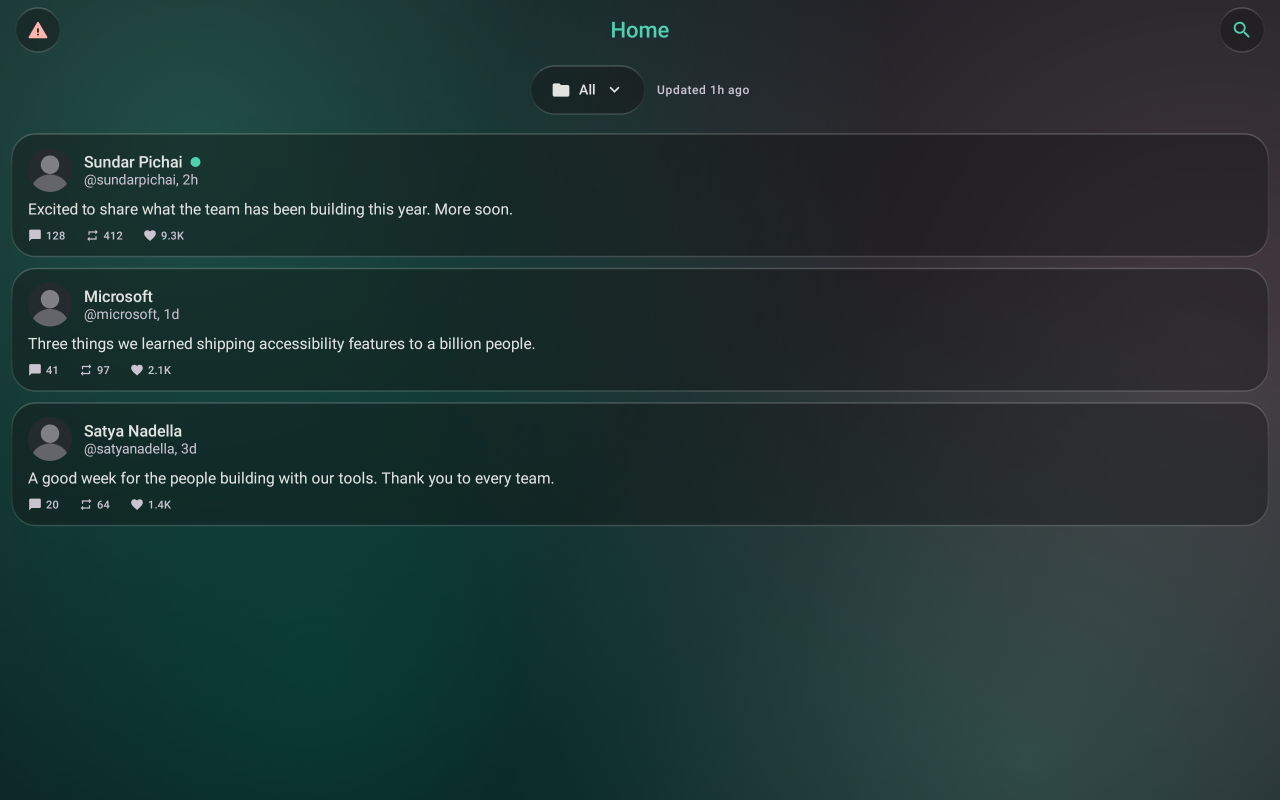 Home
All
Updated 1h ago
Sundar Pichai
@sundarpichai, 2h
Excited to share what the team has been building this year. More soon.
128 412 9.3K
Microsoft
@microsoft, 1d
Three things we learned shipping accessibility features to a billion people.
41 97 2.1K
Satya Nadella
@satyanadella, 3d
A good week for the people building with our tools. Thank you to every team.
20 64 1.4K